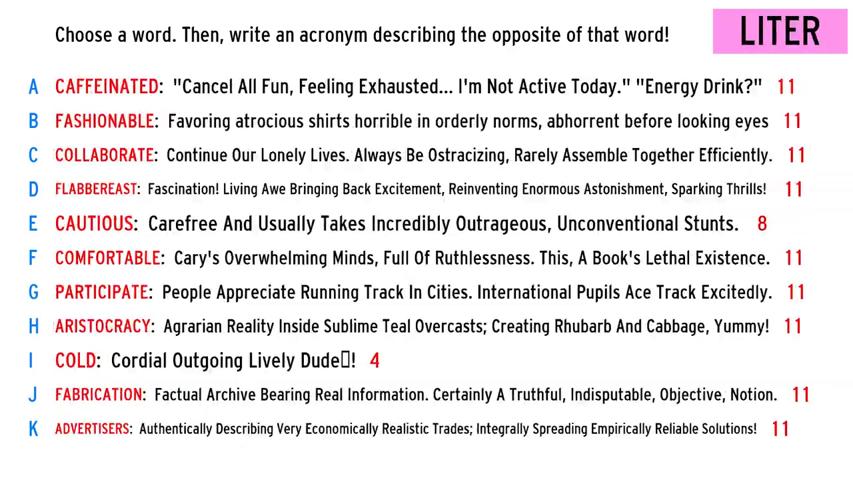 Choose a word. Then, write an acronym describing the opposite of that word!
LITER
A CAFFEINATED: "Cancel All Fun, Feeling Exhausted... I'm Not Active Today." "Energy Drink?" 11
B FASHIONABLE: Favoring atrocious shirts horrible in orderly norms, abhorrent before looking eyes 11
C COLLABORATE: Continue Our Lonely Lives. Always Be Ostracizing, Rarely Assemble Together Efficiently. 11
D FLABBEREAST: Fascination! Living Awe Bringing Back Excitement, Reinventing Enormous Astonishment, Sparking Thrills! 11
E CAUTIOUS: Carefree And Usually Takes Incredibly Outrageous, Unconventional Stunts. 8
F COMFORTABLE: Cary's Overwhelming Minds, Full Of Ruthlessness. This, A Book's Lethal Existence. 11
G PARTICIPATE: People Appreciate Running Track In Cities. International Pupils Ace Track Excitedly. 11
H ARISTOCRACY: Agrarian Reality Inside Sublime Teal Overcasts; Creating Rhubarb And Cabbage, Yummy! 11
I COLD: Cordial Outgoing Lively Dude▯! 4
J FABRICATION: Factual Archive Bearing Real Information. Certainly A Truthful, Indisputable, Objective, Notion. 11
K ADVERTISERS: Authentically Describing Very Economically Realistic Trades; Integrally Spreading Empirically Reliable Solutions! 11